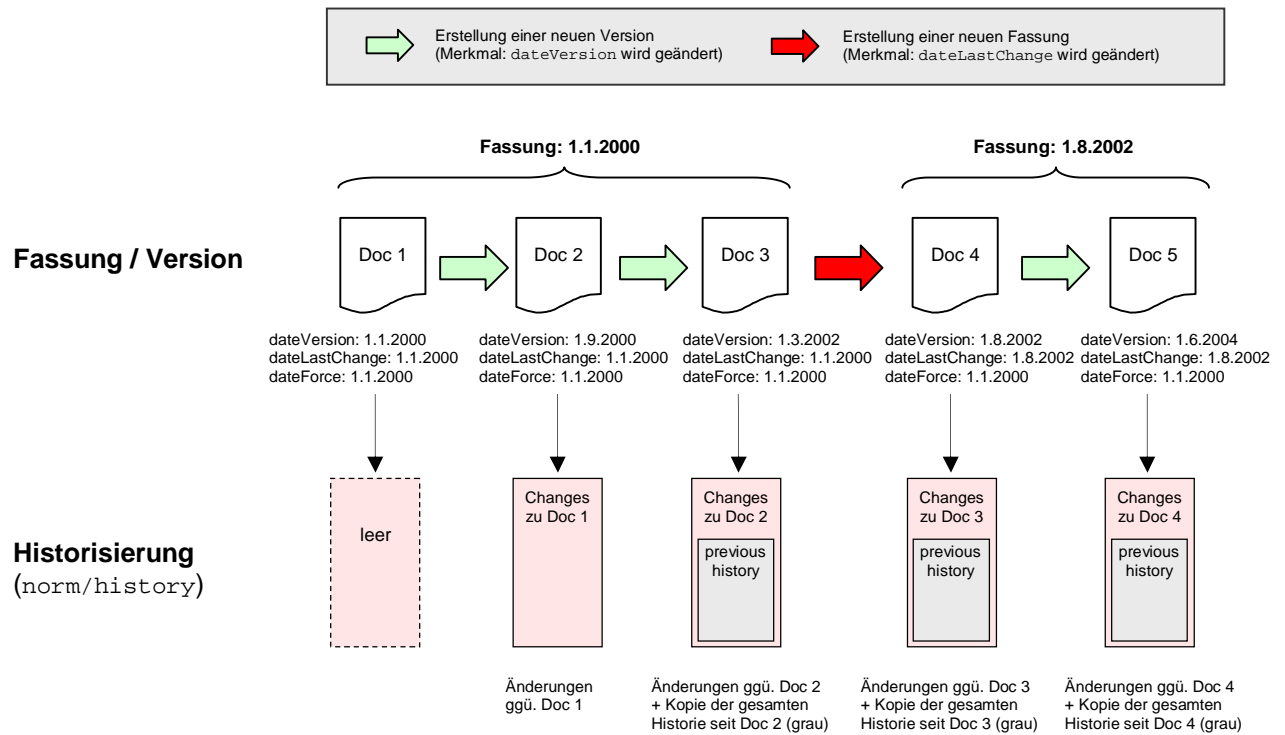 Erstellung einer neuen Version
(Merkmal: dateVersion wird geändert)
Erstellung einer neuen Fassung
(Merkmal: dateLastChange wird geändert)
Fassung: 1.1.2000
Fassung: 1.8.2002
Fassung / Version
Doc 1
Doc 2
Doc 3
Doc 4
Doc 5
dateVersion: 1.1.2000
dateLastChange: 1.1.2000
dateForce: 1.1.2000
dateVersion: 1.9.2000
dateLastChange: 1.1.2000
dateForce: 1.1.2000
dateVersion: 1.3.2002
dateLastChange: 1.1.2000
dateForce: 1.1.2000
dateVersion: 1.8.2002
dateLastChange: 1.8.2002
dateForce: 1.1.2000
dateVersion: 1.6.2004
dateLastChange: 1.8.2002
dateForce: 1.1.2000
Historisierung
(norm/history)
leer
Changes
zu Doc 1
Changes
zu Doc 2
previous
history
Changes
zu Doc 3
previous
history
Changes
zu Doc 4
previous
history
Änderungen
ggü. Doc 1
Änderungen ggü. Doc 2
+ Kopie der gesamten
Historie seit Doc 2 (grau)
Änderungen ggü. Doc 3
+ Kopie der gesamten
Historie seit Doc 3 (grau)
Änderungen ggü. Doc 4
+ Kopie der gesamten
Historie seit Doc 4 (grau)